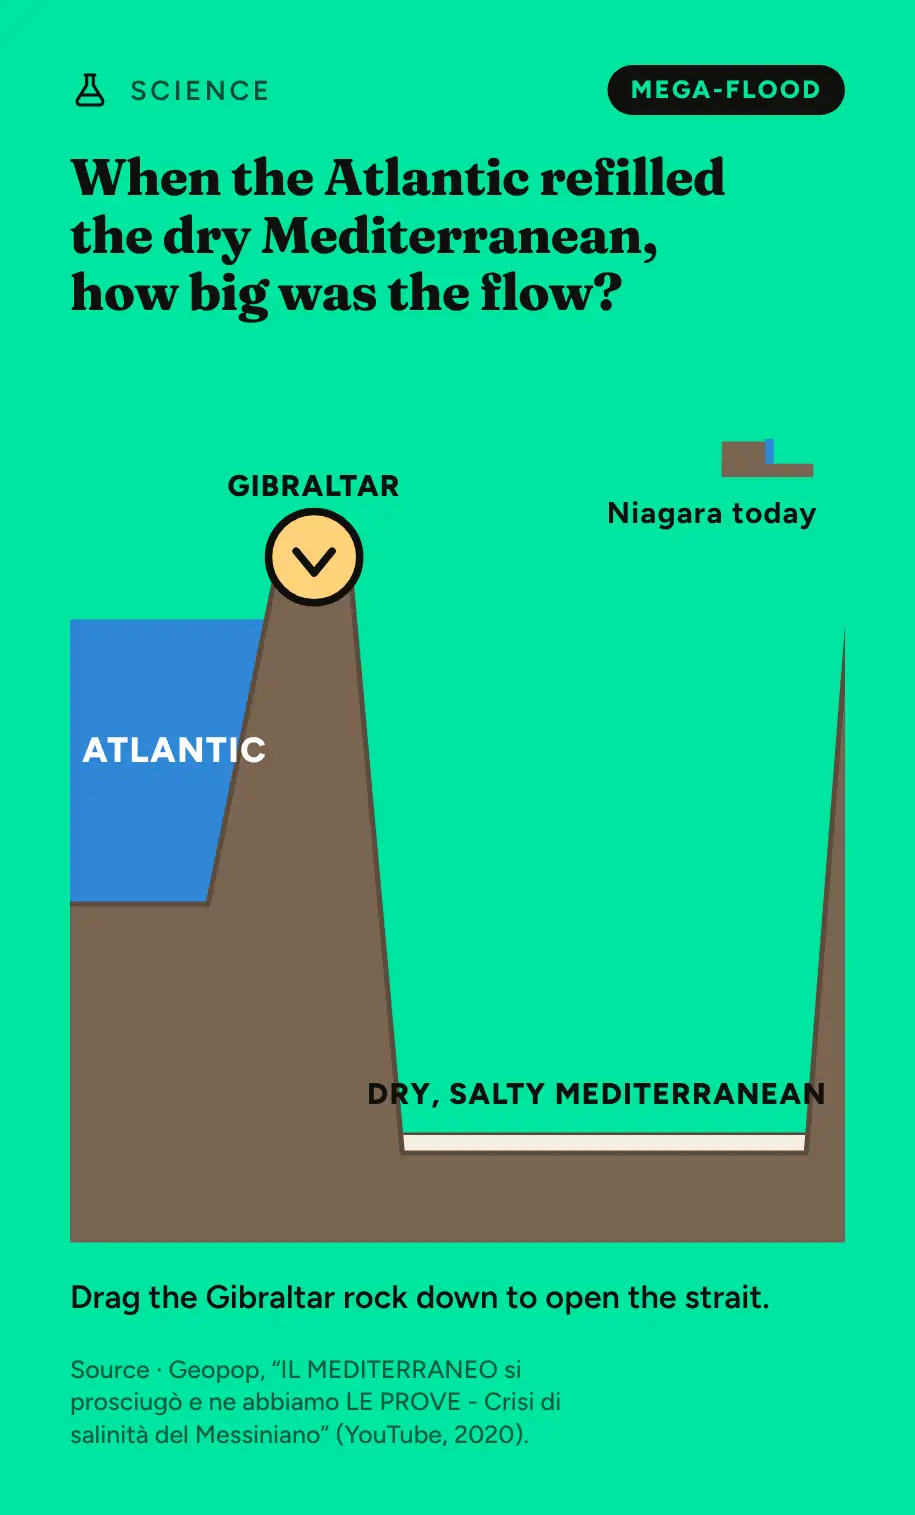 SCIENCE
MEGA-FLOOD
When the Atlantic refilled
the dry Mediterranean,
how big was the flow?
GIBRALTAR
Niagara today
ATLANTIC
DRY, SALTY MEDITERRANEAN
Drag the Gibraltar rock down to open the strait.
Source · Geopop, “IL MEDITERRANEO si
prosciugò e ne abbiamo LE PROVE - Crisi di
salinità del Messiniano” (YouTube, 2020).